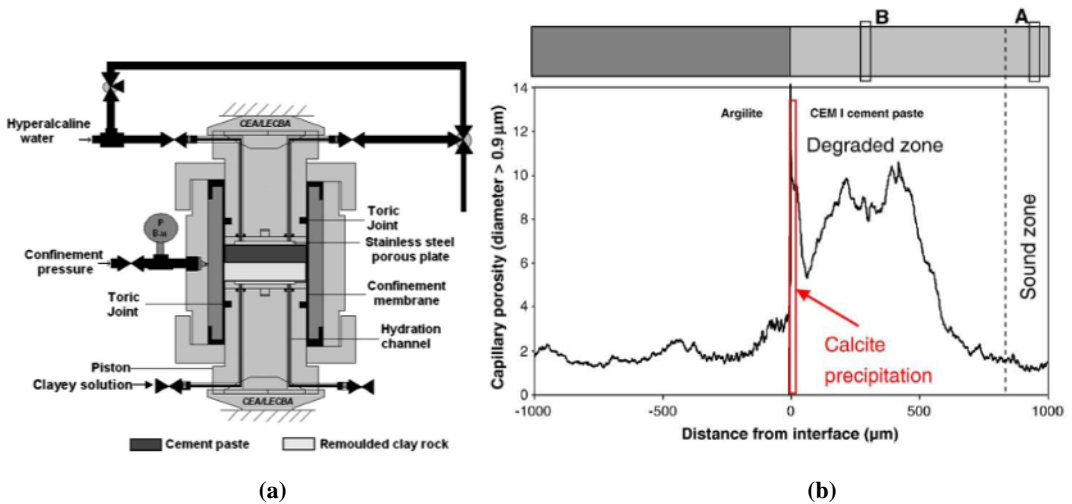 Hyperalcaline
water
CEA/LECBA
P
Toric
Joint
Stainless steel
porous plate
Confinement
pressure
Confinement
membrane
Toric
Joint
Hydration
channel
Piston
Clayey solution
CEA/LECBA
Cement paste
Remoulded clay rock
(a)
B
A
Capillary porosity (diameter > 0.9 µm)
14
12
10
8
6
4
2
0
Argilite
CEM I cement paste
Degraded zone
Sound zone
Calcite
precipitation
-1000
-500
0
500
1000
Distance from interface (µm)
(b)